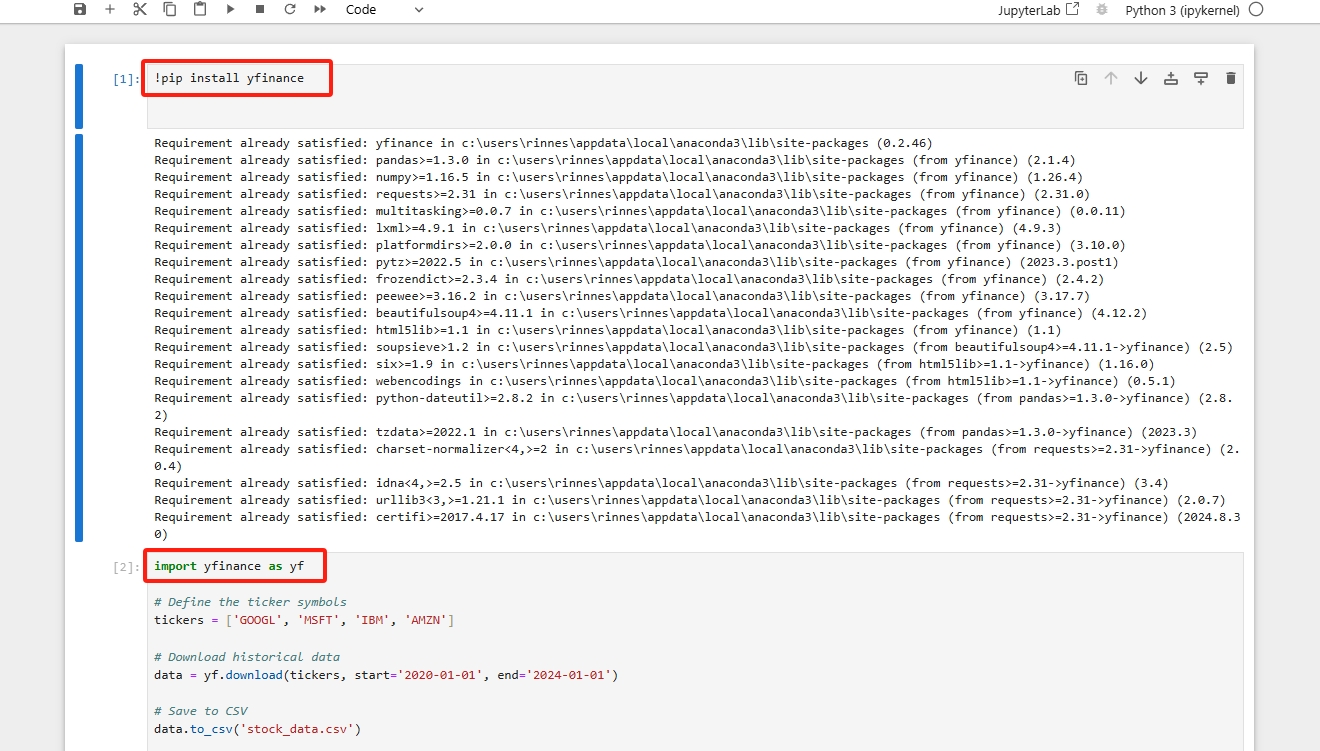 Code
JupyterLab
Python 3 (ipykernel)
[1]: !pip install yfinance
Requirement already satisfied: yfinance in c:\users\rinnes\appdata\local\anaconda3\lib\site-packages (0.2.46)
Requirement already satisfied: pandas>=1.3.0 in c:\users\rinnes\appdata\local\anaconda3\lib\site-packages (from yfinance) (2.1.4)
Requirement already satisfied: numpy>=1.16.5 in c:\users\rinnes\appdata\local\anaconda3\lib\site-packages (from yfinance) (1.26.4)
Requirement already satisfied: requests>=2.31 in c:\users\rinnes\appdata\local\anaconda3\lib\site-packages (from yfinance) (2.31.0)
Requirement already satisfied: multitasking>=0.0.7 in c:\users\rinnes\appdata\local\anaconda3\lib\site-packages (from yfinance) (0.0.11)
Requirement already satisfied: lxml>=4.9.1 in c:\users\rinnes\appdata\local\anaconda3\lib\site-packages (from yfinance) (4.9.3)
Requirement already satisfied: platformdirs>=2.0.0 in c:\users\rinnes\appdata\local\anaconda3\lib\site-packages (from yfinance) (3.10.0)
Requirement already satisfied: pytz>=2022.5 in c:\users\rinnes\appdata\local\anaconda3\lib\site-packages (from yfinance) (2023.3.post1)
Requirement already satisfied: frozendict>=2.3.4 in c:\users\rinnes\appdata\local\anaconda3\lib\site-packages (from yfinance) (2.4.2)
Requirement already satisfied: peewee>=3.16.2 in c:\users\rinnes\appdata\local\anaconda3\lib\site-packages (from yfinance) (3.17.7)
Requirement already satisfied: beautifulsoup4>=4.11.1 in c:\users\rinnes\appdata\local\anaconda3\lib\site-packages (from yfinance) (4.12.2)
Requirement already satisfied: html5lib>=1.1 in c:\users\rinnes\appdata\local\anaconda3\lib\site-packages (from yfinance) (1.1)
Requirement already satisfied: soupsieve>1.2 in c:\users\rinnes\appdata\local\anaconda3\lib\site-packages (from beautifulsoup4>=4.11.1->yfinance) (2.5)
Requirement already satisfied: six>=1.9 in c:\users\rinnes\appdata\local\anaconda3\lib\site-packages (from html5lib>=1.1->yfinance) (1.16.0)
Requirement already satisfied: webencodings in c:\users\rinnes\appdata\local\anaconda3\lib\site-packages (from html5lib>=1.1->yfinance) (0.5.1)
Requirement already satisfied: python-dateutil>=2.8.2 in c:\users\rinnes\appdata\local\anaconda3\lib\site-packages (from pandas>=1.3.0->yfinance) (2.8.
2)
Requirement already satisfied: tzdata>=2022.1 in c:\users\rinnes\appdata\local\anaconda3\lib\site-packages (from pandas>=1.3.0->yfinance) (2023.3)
Requirement already satisfied: charset-normalizer<4,>=2 in c:\users\rinnes\appdata\local\anaconda3\lib\site-packages (from requests>=2.31->yfinance) (2.
0.4)
Requirement already satisfied: idna<4,>=2.5 in c:\users\rinnes\appdata\local\anaconda3\lib\site-packages (from requests>=2.31->yfinance) (3.4)
Requirement already satisfied: urllib3<3,>=1.21.1 in c:\users\rinnes\appdata\local\anaconda3\lib\site-packages (from requests>=2.31->yfinance) (2.0.7)
Requirement already satisfied: certifi>=2017.4.17 in c:\users\rinnes\appdata\local\anaconda3\lib\site-packages (from requests>=2.31->yfinance) (2024.8.3
0)
[2]: import yfinance as yf
# Define the ticker symbols
tickers = ['GOOGL', 'MSFT', 'IBM', 'AMZN']
# Download historical data
data = yf.download(tickers, start='2020-01-01', end='2024-01-01')
# Save to CSV
data.to_csv('stock_data.csv')